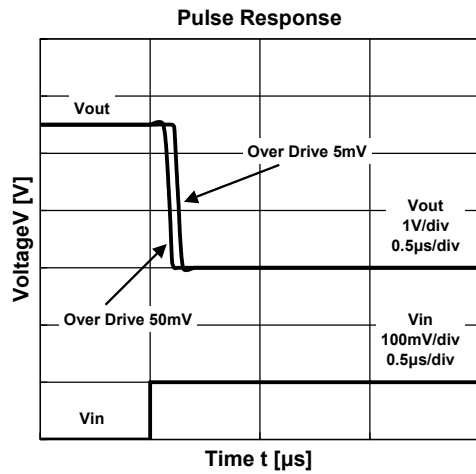 Pulse Response
Vout
Over Drive 5mV
Vout
1V/div
0.5µs/div
Over Drive 50mV
Vin
100mV/div
0.5µs/div
Vin
VoltageV [V]
Time t [µs]